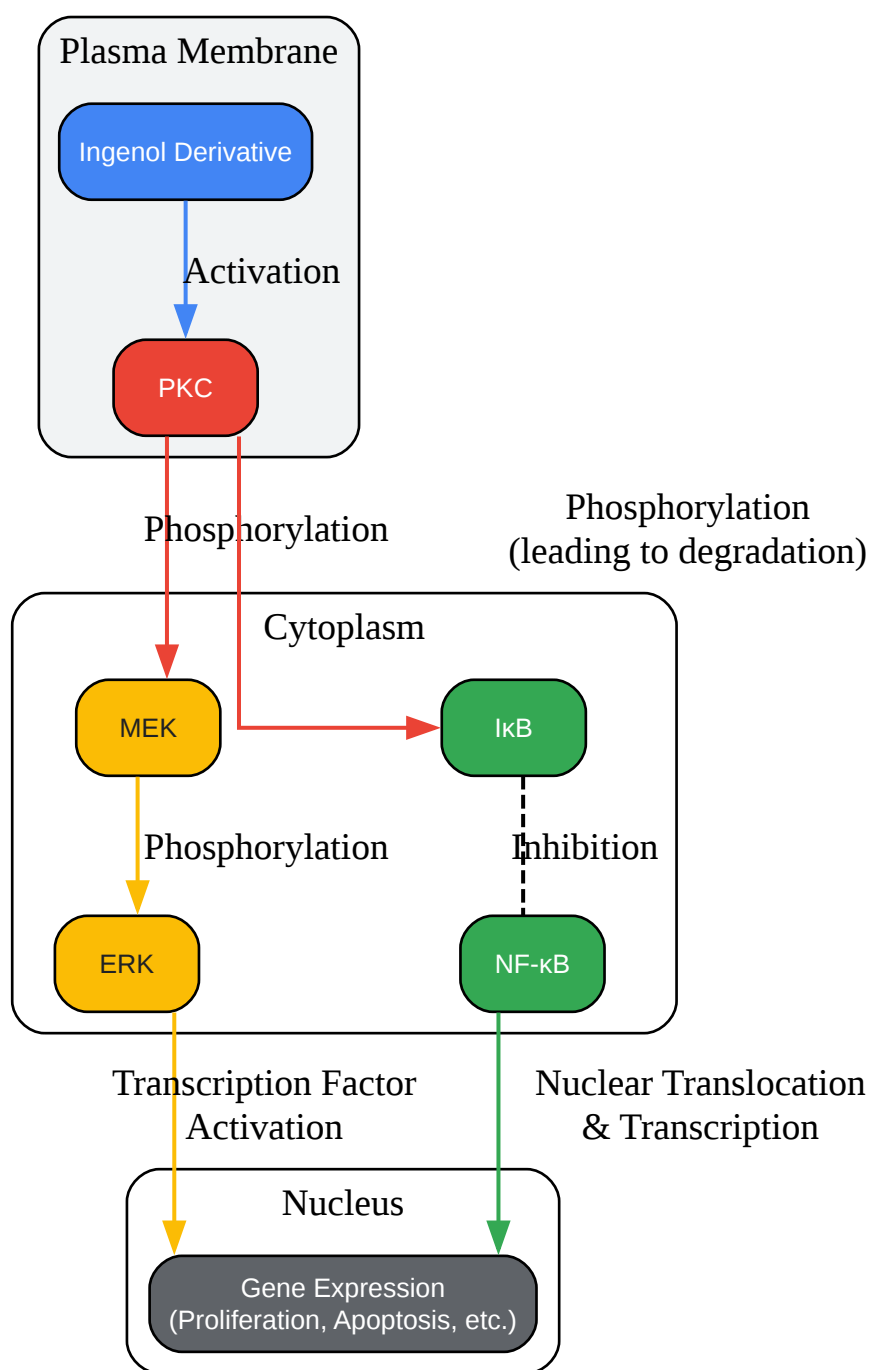 Plasma Membrane
Ingenol Derivative
Activation
PKC
Phosphorylation
Phosphorylation
(leading to degradation)
Cytoplasm
MEK
IκB
Phosphorylation
Inhibition
ERK
NF-κB
Transcription Factor
Activation
Nuclear Translocation
& Transcription
Nucleus
Gene Expression
(Proliferation, Apoptosis, etc.)